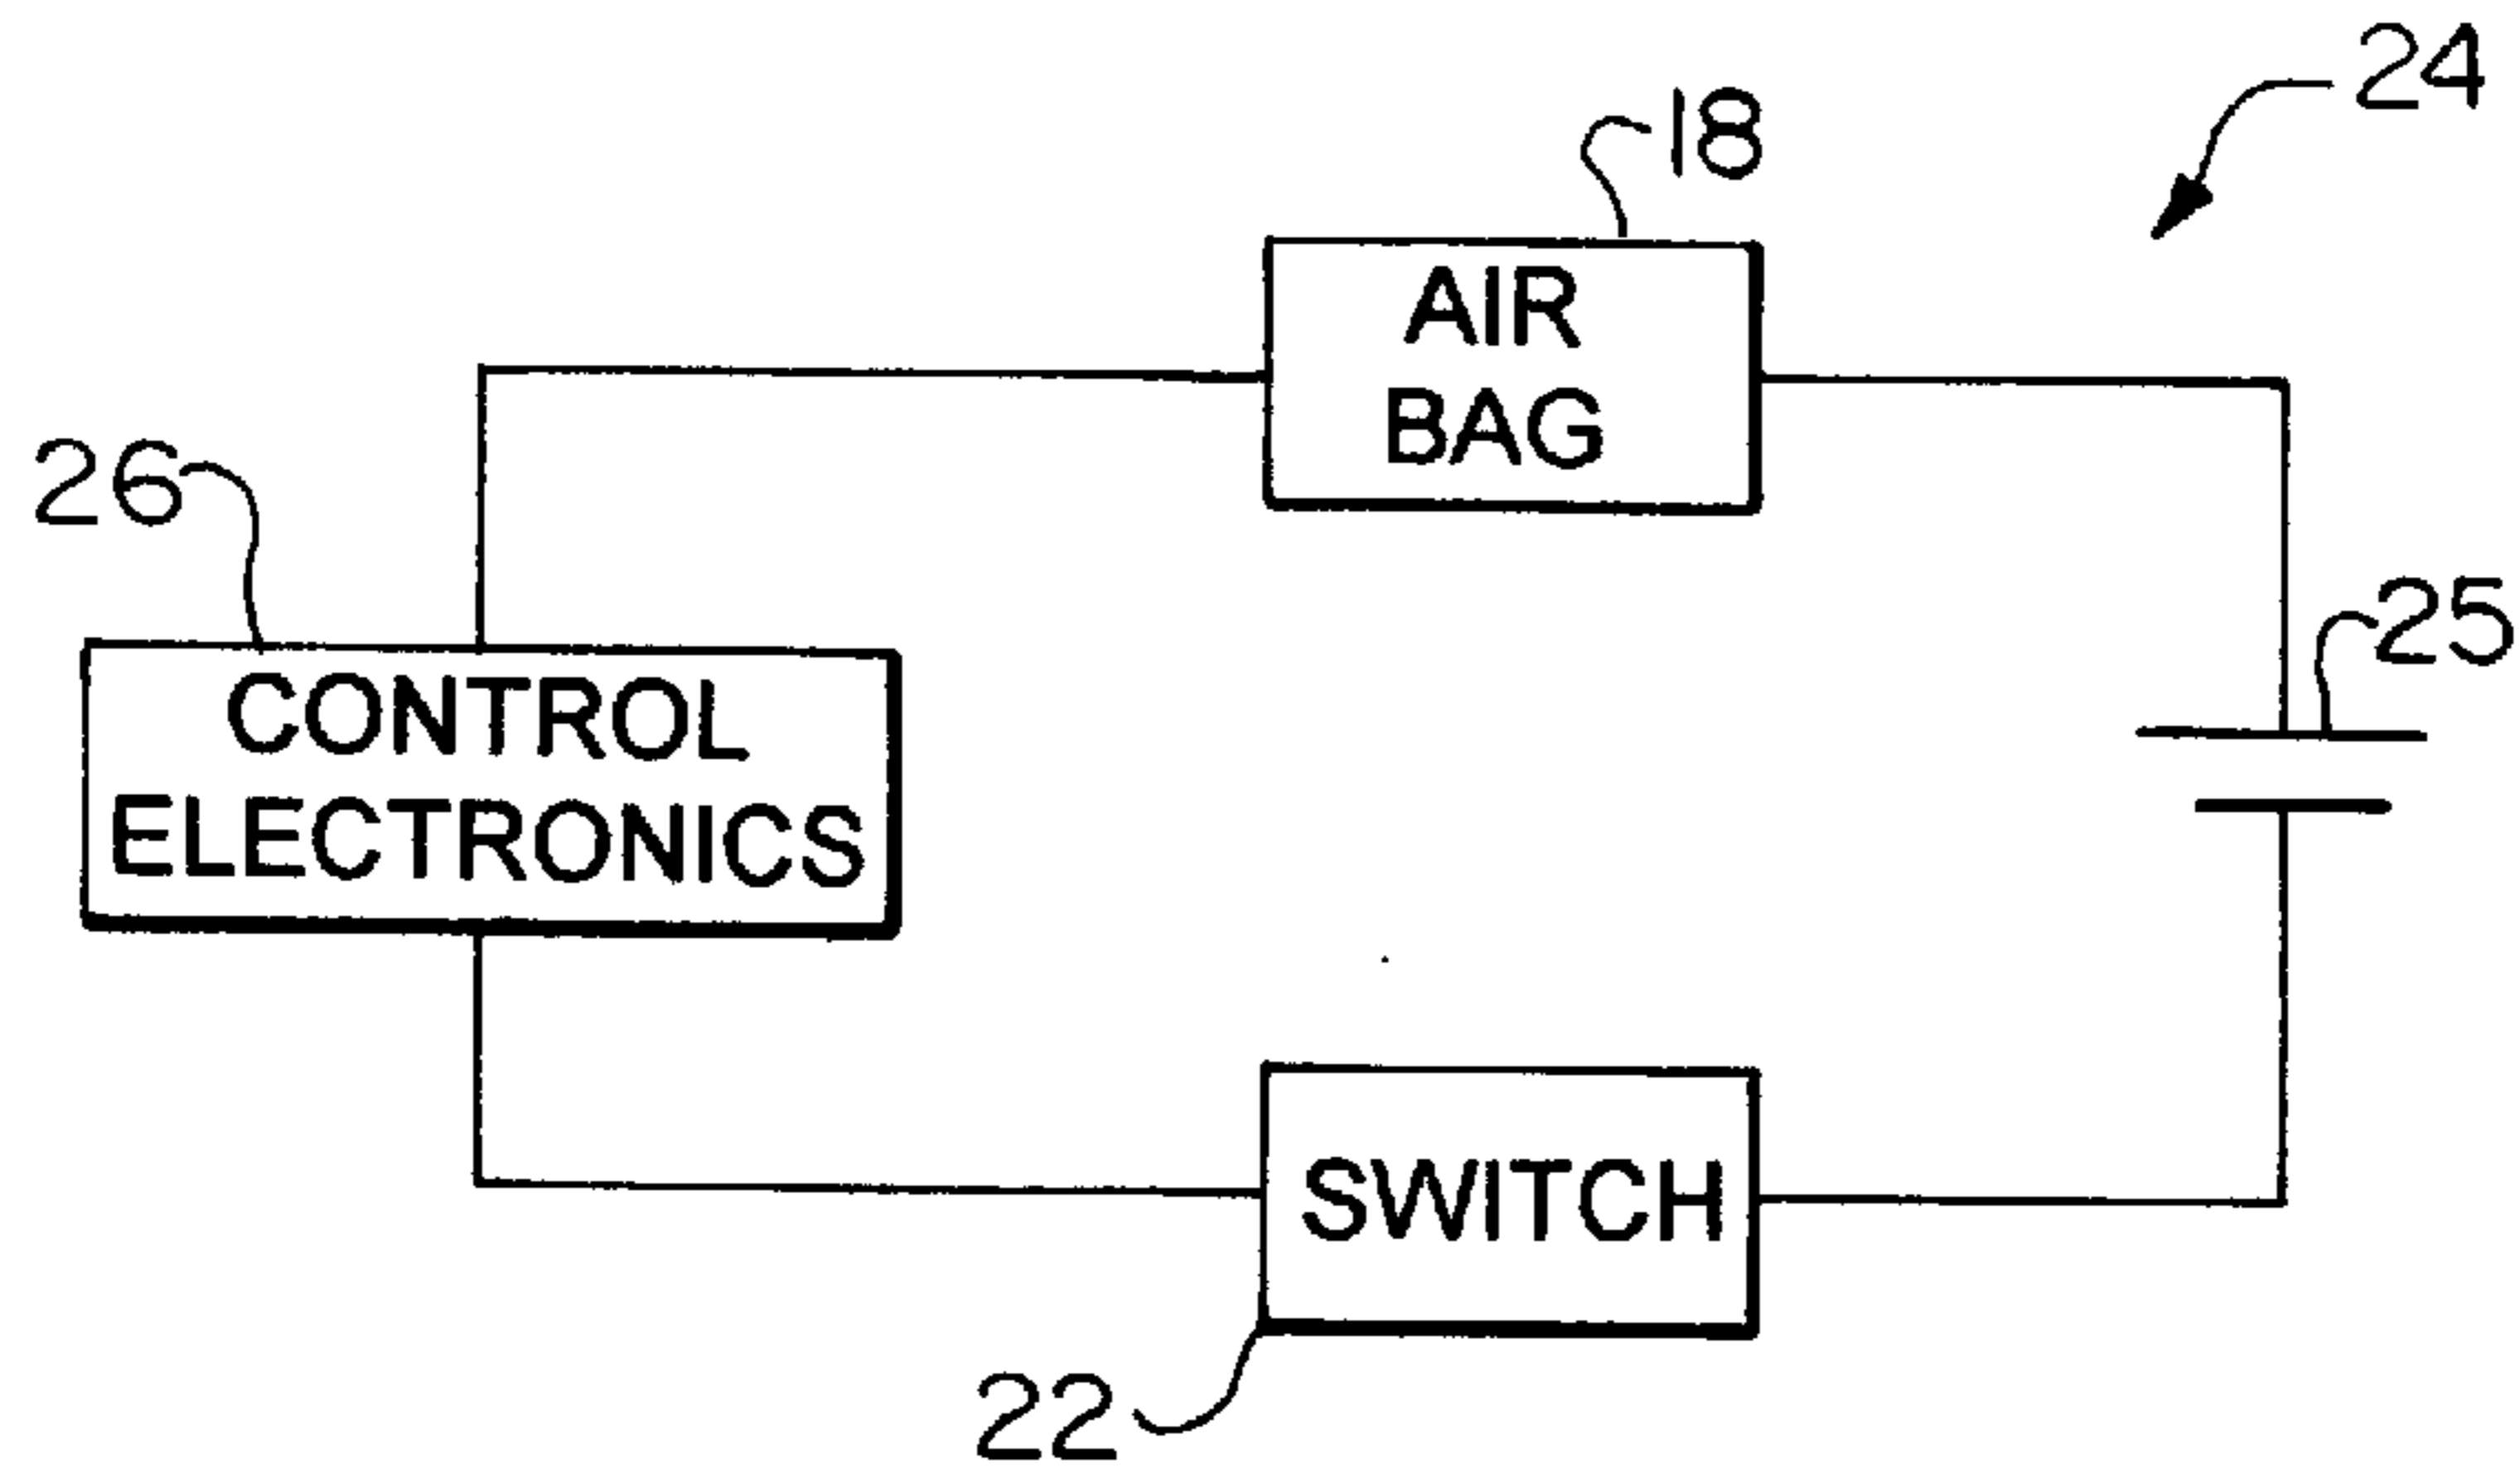 24
18
AIR
BAG
26
25
CONTROL
ELECTRONICS
SWITCH
22